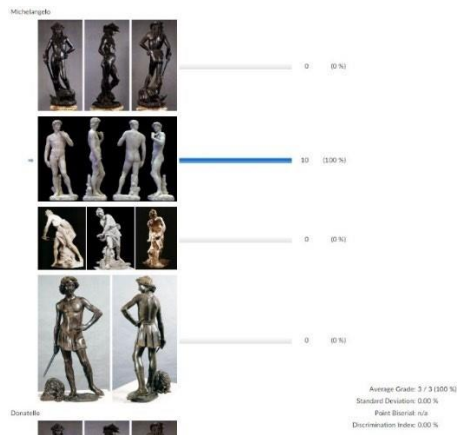 Michelangelo
0 (0 %)
10 (100 %)
0 (0 %)
0 (0 %)
Average Grade: 3 / 3 (100 %)
Standard Deviation: 0.00 %
Point Biserial: n/a
Discrimination Index: 0.00 %
Donatello